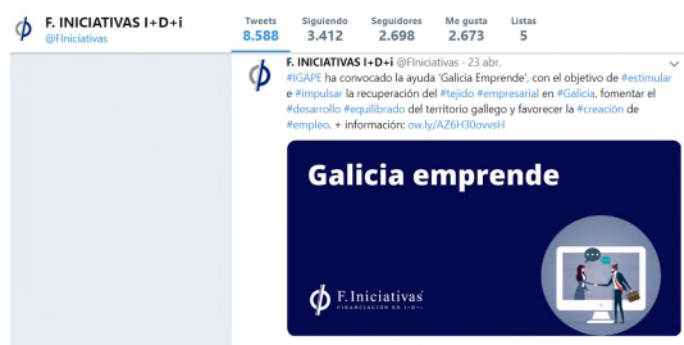 F. INICIATIVAS I+D+i
@FIniciativas
Tweets Siguiendo Seguidores Me gusta Listas
8.588 3.412 2.698 2.673 5
F. INICIATIVAS I+D+i @FIniciativas · 23 abr.
#IGAPE ha convocado la ayuda 'Galicia Emprende', con el objetivo de #estimular
e #impulsar la recuperación del #tejido #empresarial en #Galicia, fomentar el
#desarrollo #equilibrado del territorio gallego y favorecer la #creación de
#empleo. + información: ow.ly/AZ6H30ovvsH
Galicia emprende
F. Iniciativas
FINANCIACIÓN EN I+D+i